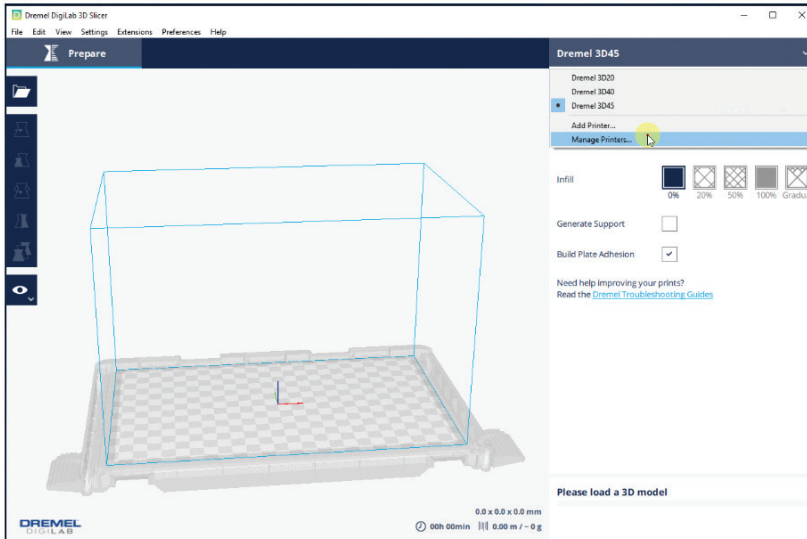 Dremel DigiLab 3D Slicer
File Edit View Settings Extensions Preferences Help
Prepare
Dremel 3D45
Dremel 3D20
Dremel 3D40
Dremel 3D45
Add Printer...
Manage Printers...
Infill
0% 20% 50% 100% Gradu
Generate Support
Build Plate Adhesion
Need help improving your prints?
Read the Dremel Troubleshooting Guides
Please load a 3D model
0.0 x 0.0 x 0.0 mm
00h 00min 0.00 m / ~ 0 g
DREMEL
DIGILAB